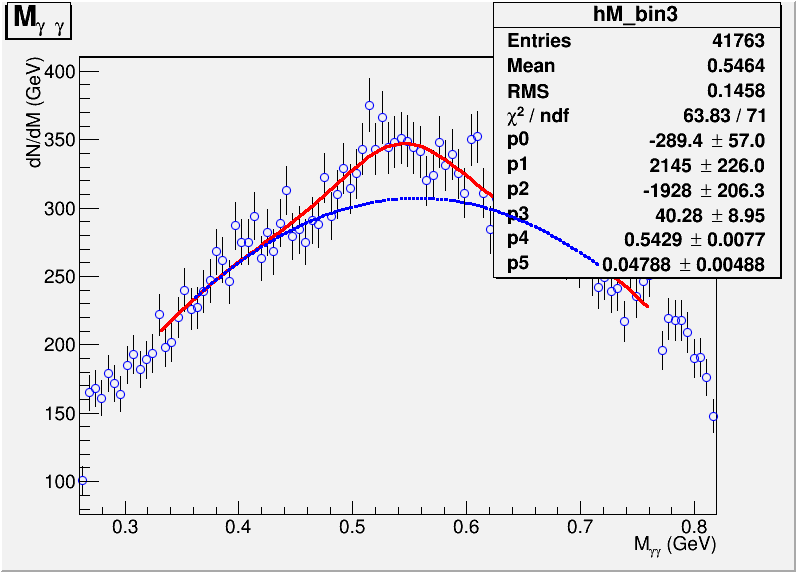 M γ γ
hM_bin3
Entries 41763
Mean 0.5464
RMS 0.1458
χ² / ndf 63.83 / 71
p0 -289.4 ± 57.0
p1 2145 ± 226.0
p2 -1928 ± 206.3
p3 40.28 ± 8.95
p4 0.5429 ± 0.0077
p5 0.04788 ± 0.00488
dN/dM (GeV)
400
350
300
250
200
150
100
0.3 0.4 0.5 0.6 0.7 0.8
Mγγ (GeV)